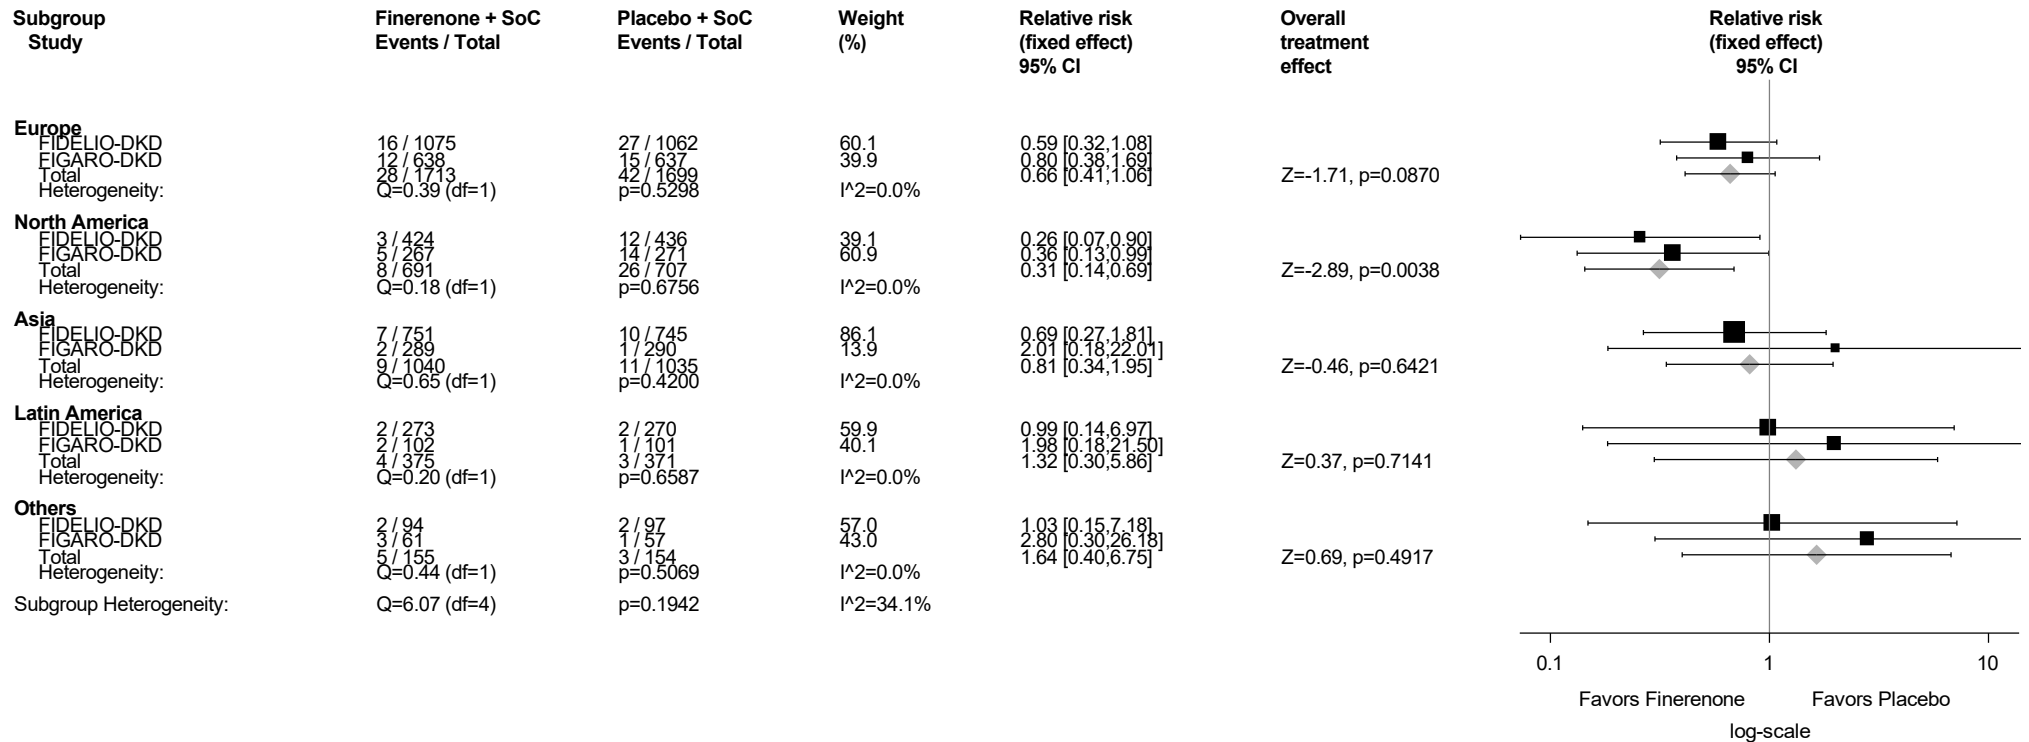 Subgroup Finerenone + SoC Placebo + SoC Weight Relative risk Overall Relative risk
Study Events / Total Events / Total (%) (fixed effect) treatment (fixed effect)
95% CI effect 95% CI
Europe
FIDELIO-DKD 16 / 1075 27 / 1062 60.1 0.59 [0.32,1.08]
FIGARO-DKD 12 / 638 15 / 637 39.9 0.80 [0.38,1.69]
Total 28 / 1713 42 / 1699 0.66 [0.41,1.06] Z=-1.71, p=0.0870
Heterogeneity: Q=0.39 (df=1) p=0.5298 I^2=0.0%
North America
FIDELIO-DKD 3 / 424 12 / 436 39.1 0.26 [0.07,0.90]
FIGARO-DKD 5 / 267 14 / 271 60.9 0.36 [0.13,0.99]
Total 8 / 691 26 / 707 0.31 [0.14,0.69] Z=-2.89, p=0.0038
Heterogeneity: Q=0.18 (df=1) p=0.6756 I^2=0.0%
Asia
FIDELIO-DKD 7 / 751 10 / 745 86.1 0.69 [0.27,1.81]
FIGARO-DKD 2 / 289 1 / 290 13.9 2.01 [0.18,22.01]
Total 9 / 1040 11 / 1035 0.81 [0.34,1.95] Z=-0.46, p=0.6421
Heterogeneity: Q=0.65 (df=1) p=0.4200 I^2=0.0%
Latin America
FIDELIO-DKD 2 / 273 2 / 270 59.9 0.99 [0.14,6.97]
FIGARO-DKD 2 / 102 1 / 101 40.1 1.98 [0.18,21.50]
Total 4 / 375 3 / 371 1.32 [0.30,5.86] Z=0.37, p=0.7141
Heterogeneity: Q=0.20 (df=1) p=0.6587 I^2=0.0%
Others
FIDELIO-DKD 2 / 94 2 / 97 57.0 1.03 [0.15,7.18]
FIGARO-DKD 3 / 61 1 / 57 43.0 2.80 [0.30,26.18]
Total 5 / 155 3 / 154 1.64 [0.40,6.75] Z=0.69, p=0.4917
Heterogeneity: Q=0.44 (df=1) p=0.5069 I^2=0.0%
Subgroup Heterogeneity: Q=6.07 (df=4) p=0.1942 I^2=34.1%
0.1 1 10
Favors Finerenone Favors Placebo
log-scale